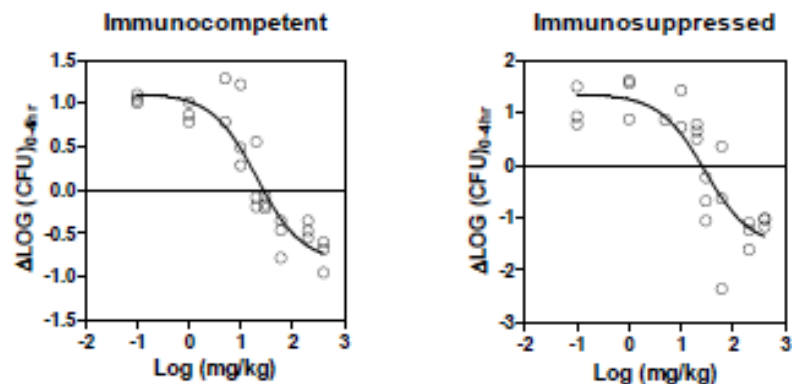 Immunocompetent
ΔLOG (CFU)0-4hr
1.5
1.0
0.5
0.0
-0.5
-1.0
-1.5
-2 -1 0 1 2 3
Log (mg/kg)
Immunosuppressed
ΔLOG (CFU)0-4hr
2
1
0
-1
-2
-3
-2 -1 0 1 2 3
Log (mg/kg)